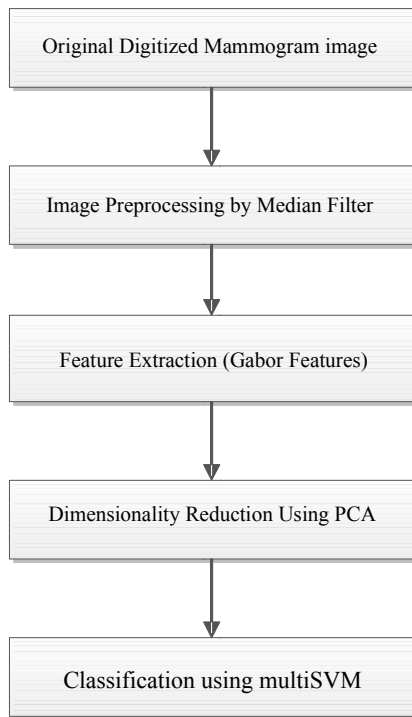 Original Digitized Mammogram image
Image Preprocessing by Median Filter
Feature Extraction (Gabor Features)
Dimensionality Reduction Using PCA
Classification using multiSVM